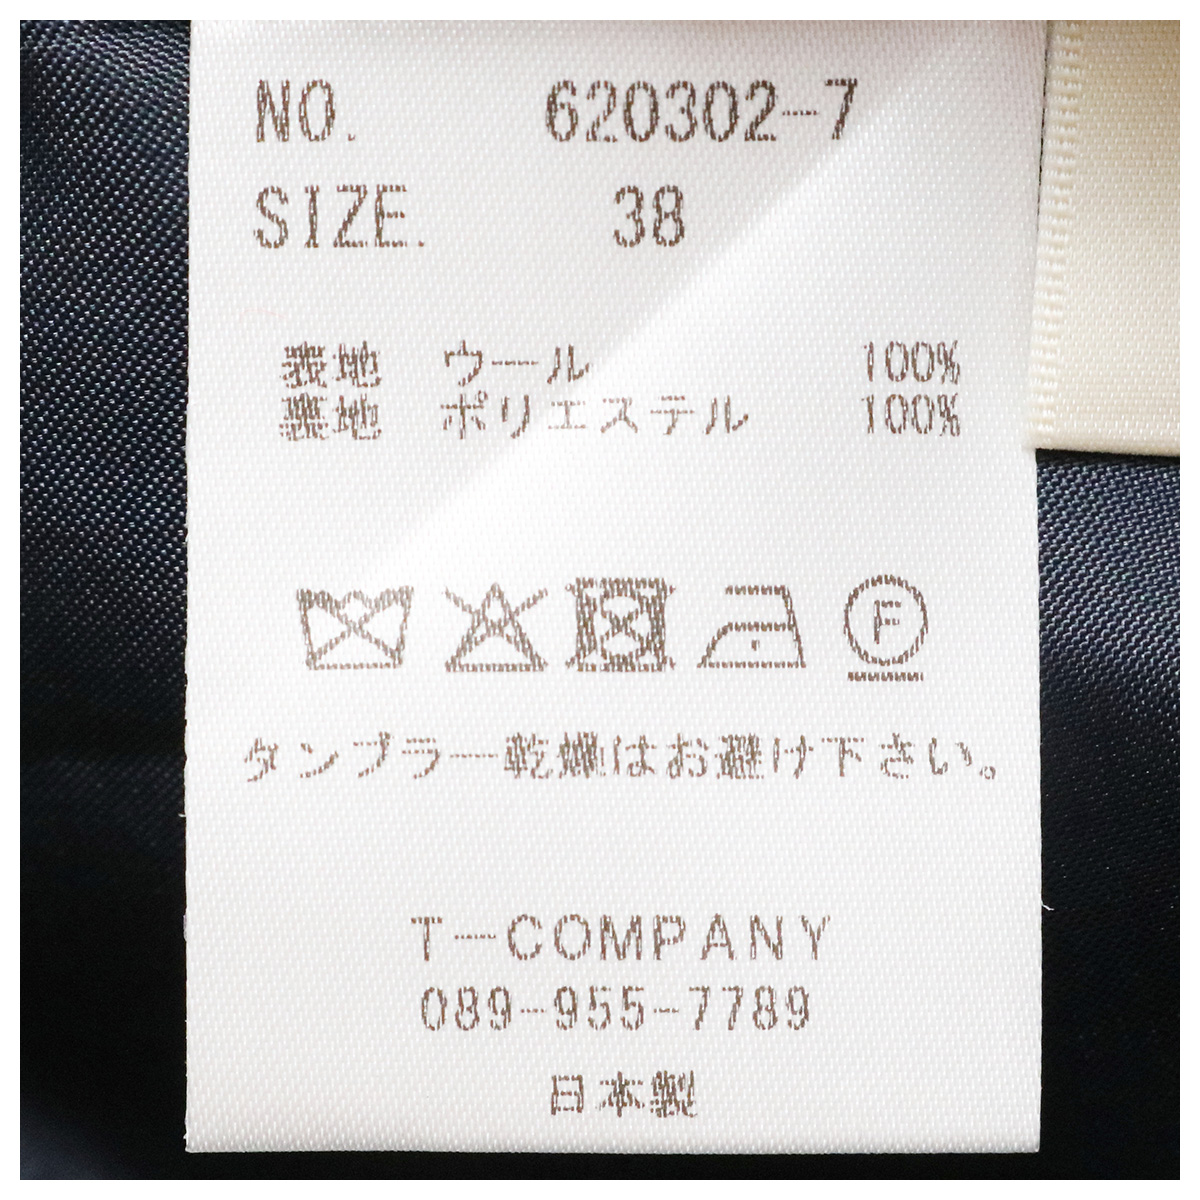 NO. 620302-7
SIZE. 38
表地 ウール 100%
裏地 ポリエステル 100%
F
タンブラー乾燥はお避け下さい。
T-COMPANY
089-955-7789
日本製